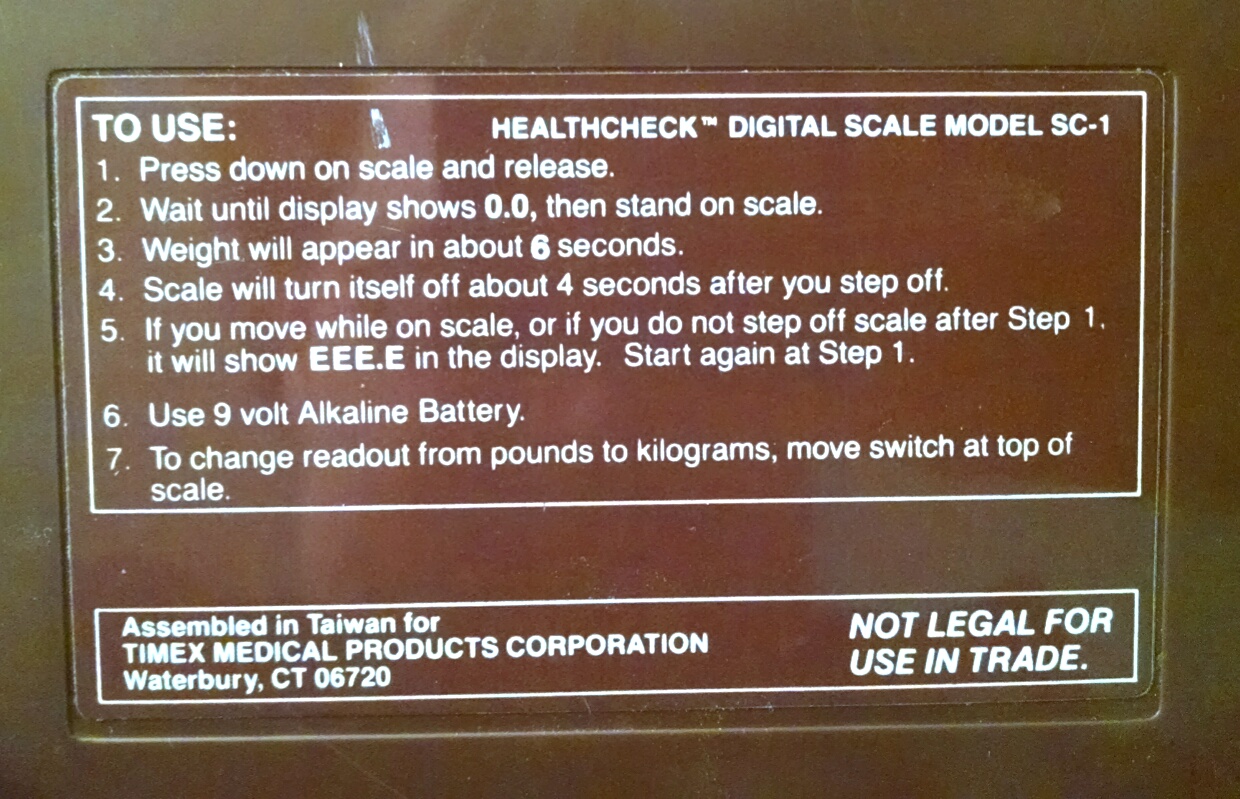 TO USE: HEALTHCHECK™ DIGITAL SCALE MODEL SC-1
1. Press down on scale and release.
2. Wait until display shows 0.0, then stand on scale.
3. Weight will appear in about 6 seconds.
4. Scale will turn itself off about 4 seconds after you step off.
5. If you move while on scale, or if you do not step off scale after Step 1,
it will show EEE.E in the display. Start again at Step 1.
6. Use 9 volt Alkaline Battery.
7. To change readout from pounds to kilograms, move switch at top of
scale.
Assembled in Taiwan for
TIMEX MEDICAL PRODUCTS CORPORATION
Waterbury, CT 06720
NOT LEGAL FOR
USE IN TRADE.